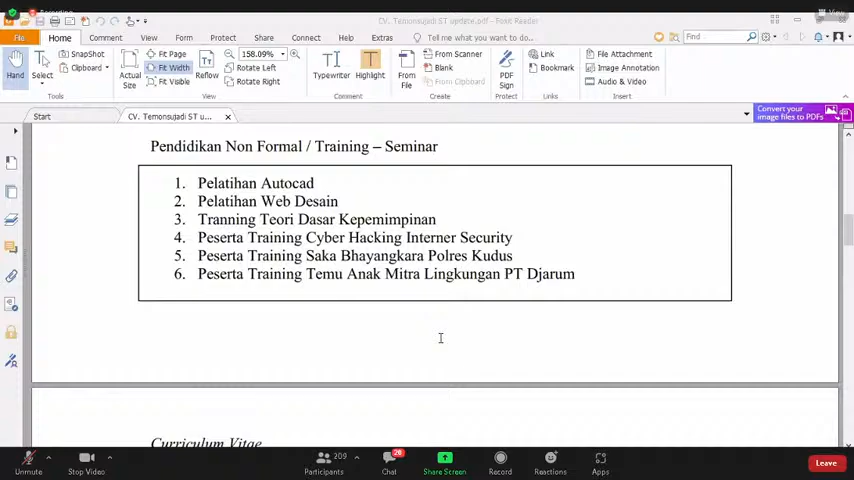 Recording
CV. Temonsujadi ST update.pdf - Foxit Reader
View
File Home Comment View Form Protect Share Connect Help Extras Tell me what you want to do... Find
Hand
Select
SnapShot
Clipboard
Tools
Actual Size
Fit Page
Fit Width
Fit Visible
Reflow
158.09%
Rotate Left
Rotate Right
View
Typewriter
Highlight
Comment
From File
From Scanner
Blank
From Clipboard
Create
PDF Sign
Protect
Link
Bookmark
Links
File Attachment
Image Annotation
Audio & Video
Insert
Start
CV. Temonsujadi ST u...
Convert your
image files to PDFs
Pendidikan Non Formal / Training – Seminar
1. Pelatihan Autocad
2. Pelatihan Web Desain
3. Tranning Teori Dasar Kepemimpinan
4. Peserta Training Cyber Hacking Interner Security
5. Peserta Training Saka Bhayangkara Polres Kudus
6. Peserta Training Temu Anak Mitra Lingkungan PT Djarum
Curriculum Vitae
Unmute
Stop Video
209
Participants
28
Chat
Share Screen
Record
Reactions
Apps
Leave